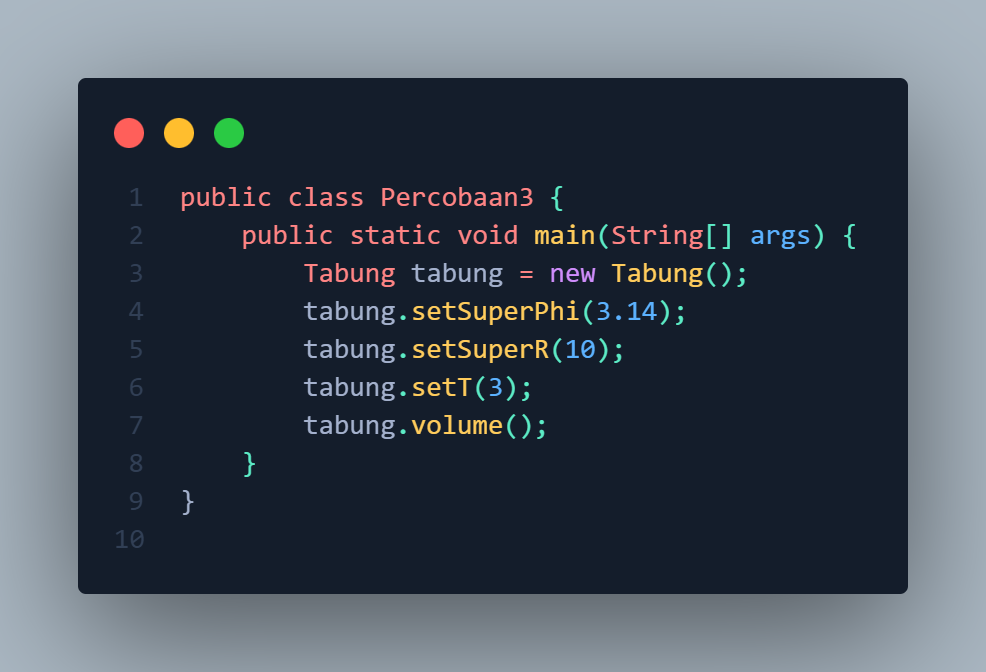 1 public class Percobaan3 {
2     public static void main(String[] args) {
3         Tabung tabung = new Tabung();
4         tabung.setSuperPhi(3.14);
5         tabung.setSuperR(10);
6         tabung.setT(3);
7         tabung.volume();
8     }
9 }
10